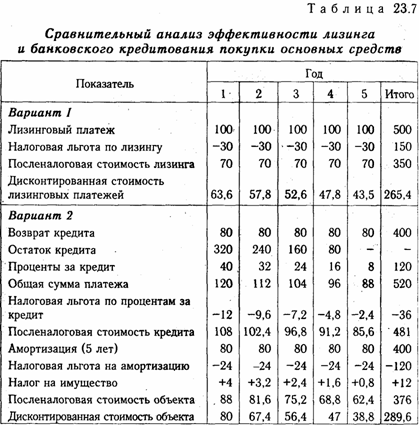 Таблица 23.7
Сравнительный анализ эффективности лизинга
и банковского кредитования покупки основных средств
Показатель Год
1 2 3 4 5 Итого
Вариант 1
Лизинговый платеж 100 100 100 100 100 500
Налоговая льгота по лизингу −30 −30 −30 −30 −30 150
Посленалоговая стоимость лизинга 70 70 70 70 70 350
Дисконтированная стоимость
лизинговых платежей 63,6 57,8 52,6 47,8 43,5 265,4
Вариант 2
Возврат кредита 80 80 80 80 80 400
Остаток кредита 320 240 160 80 – –
Проценты за кредит 40 32 24 16 8 120
Общая сумма платежа 120 112 104 96 88 520
Налоговая льгота по процентам за
кредит −12 −9,6 −7,2 −4,8 −2,4 −36
Посленалоговая стоимость кредита 108 102,4 96,8 91,2 85,6 481
Амортизация (5 лет) 80 80 80 80 80 400
Налоговая льгота на амортизацию −24 −24 −24 −24 −24 −120
Налог на имущество +4 +3,2 +2,4 +1,6 +0,8 +12
Посленалоговая стоимость объекта 88 81,6 75,2 68,8 62,4 376
Дисконтированная стоимость объекта 80 67,4 56,4 47 38,8 289,6